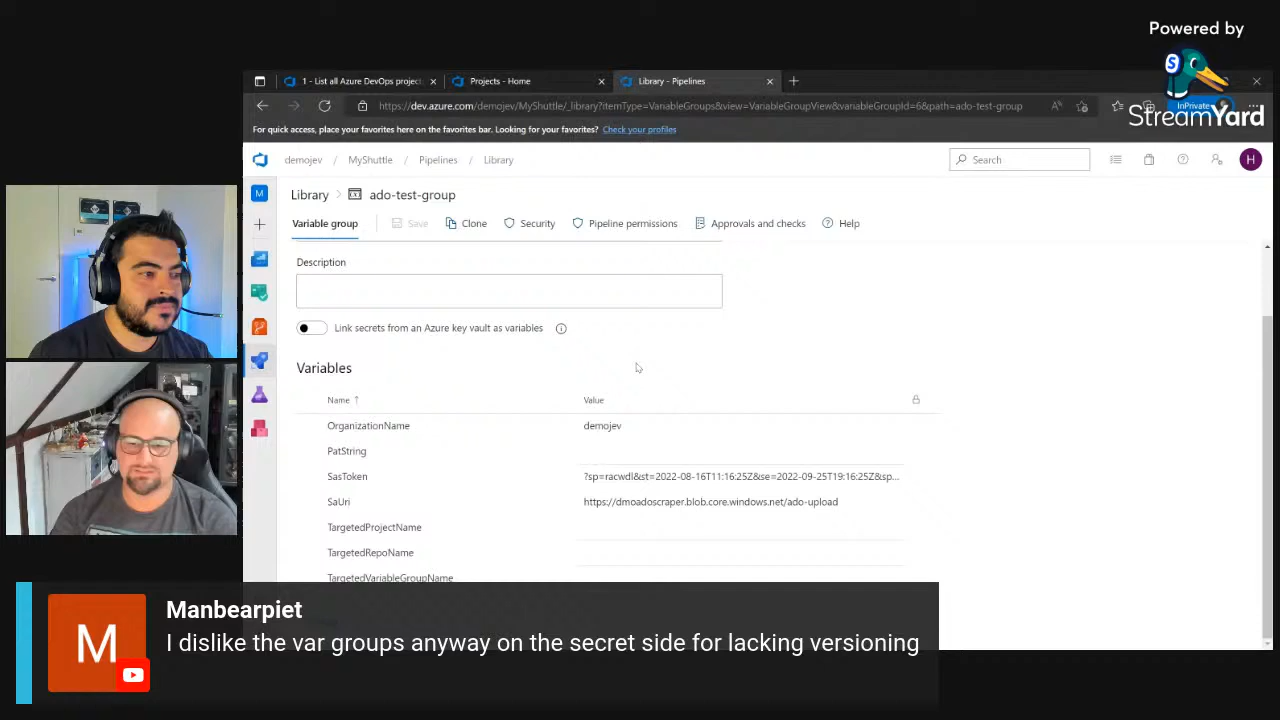 Powered by
StreamYard
1 - List all Azure DevOps project
Projects - Home
Library - Pipelines
https://dev.azure.com/demojev/MyShuttle/_library?itemType=VariableGroups&view=VariableGroupView&variableGroupId=6&path=ado-test-group
InPrivate
For quick access, place your favorites here on the favorites bar. Looking for your favorites? Check your profiles
demojev / MyShuttle / Pipelines / Library
Search
H
M
Library > ado-test-group
Variable group
Save
Clone
Security
Pipeline permissions
Approvals and checks
Help
Description
Link secrets from an Azure key vault as variables
Variables
Name ↑ Value
OrganizationName demojev
PatString
SasToken ?sp=racwdl&st=2022-08-16T11:16:25Z&se=2022-09-25T19:16:25Z&sp...
SaUri https://dmoadoscraper.blob.core.windows.net/ado-upload
TargetedProjectName
TargetedRepoName
TargetedVariableGroupName
M
Manbearpiet
I dislike the var groups anyway on the secret side for lacking versioning